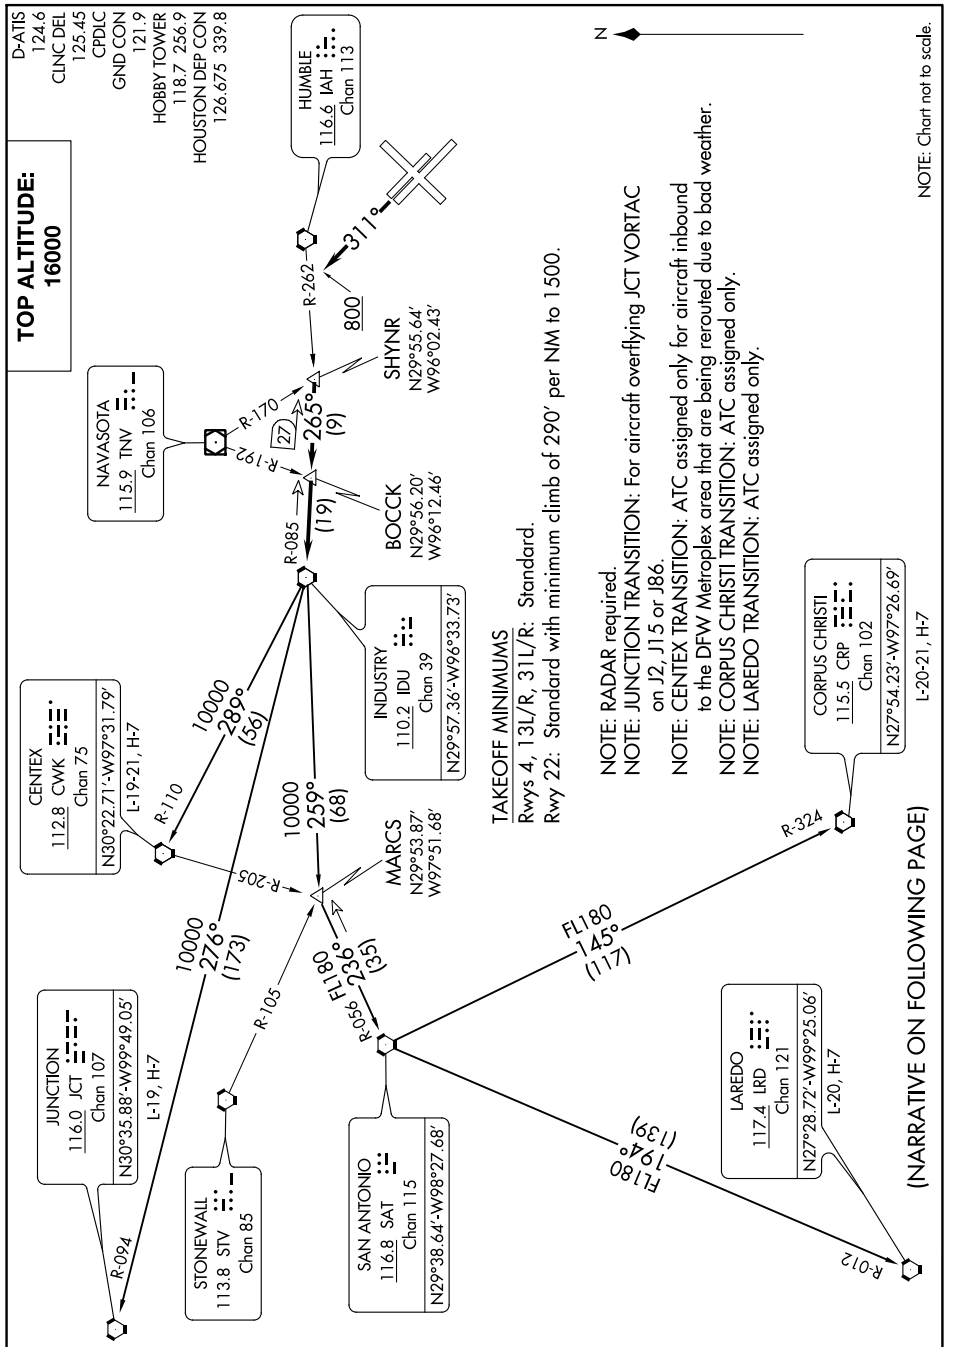 TOP ALTITUDE:
16000
D-ATIS
124.6
CLNC DEL
125.45
CPDLC
GND CON
121.9
HOBBY TOWER
118.7 256.9
HOUSTON DEP CON
126.675 339.8
JUNCTION
116.0 JCT
Chan 107
N30°35.88'-W99°49.05'
L-19, H-7
CENTEX
112.8 CWK
Chan 75
N30°22.71'-W97°31.79'
L-19-21, H-7
NAVASOTA
115.9 TNV
Chan 106
HUMBLE
116.6 IAH
Chan 113
R-094
R-110
R-205
R-105
10000
276°
(173)
10000
289°
(56)
10000
259°
(68)
R-085
R-192
R-170
27
R-262
265°
(9)
(19)
311°
800
STONEWALL
113.8 STV
Chan 85
SHYNR
N29°55.64'
W96°02.43'
BOCCK
N29°56.20'
W96°12.46'
INDUSTRY
110.2 IDU
Chan 39
N29°57.36'-W96°33.73'
MARCS
N29°53.87'
W97°51.68'
R-056
FL180
236°
(35)
SAN ANTONIO
116.8 SAT
Chan 115
N29°38.64'-W98°27.68'
TAKEOFF MINIMUMS
Rwys 4, 13L/R, 31L/R: Standard.
Rwy 22: Standard with minimum climb of 290' per NM to 1500.
NOTE: RADAR required.
NOTE: JUNCTION TRANSITION: For aircraft overflying JCT VORTAC
on J2, J15 or J86.
NOTE: CENTEX TRANSITION: ATC assigned only for aircraft inbound
to the DFW Metroplex area that are being rerouted due to bad weather.
NOTE: CORPUS CHRISTI TRANSITION: ATC assigned only.
NOTE: LAREDO TRANSITION: ATC assigned only.
N
FL180
145°
(117)
R-324
FL180
194°
(139)
R-012
LAREDO
117.4 LRD
Chan 121
N27°28.72'-W99°25.06'
L-20, H-7
CORPUS CHRISTI
115.5 CRP
Chan 102
N27°54.23'-W97°26.69'
L-20-21, H-7
(NARRATIVE ON FOLLOWING PAGE)
NOTE: Chart not to scale.